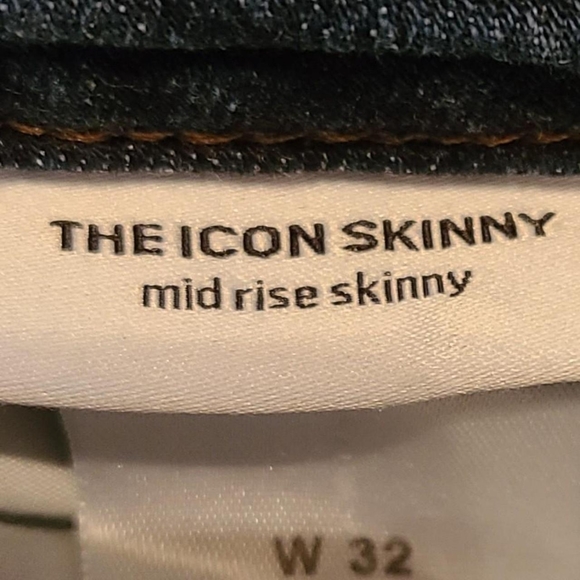 THE ICON SKINNY
mid rise skinny
W 32